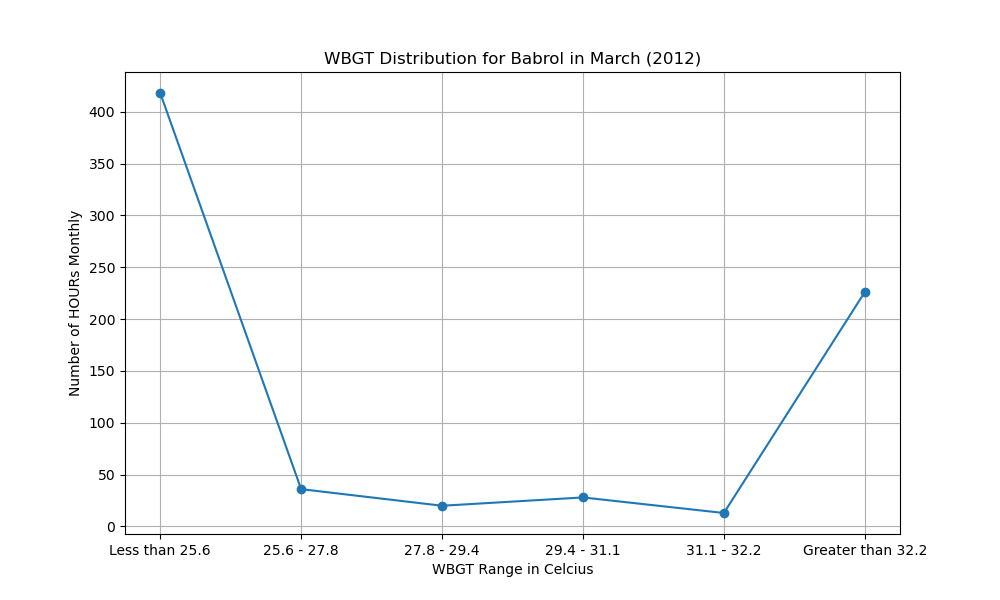 WBGT Distribution for Babrol in March (2012)
Number of HOURs Monthly
400
350
300
250
200
150
100
50
0
Less than 25.6 25.6 - 27.8 27.8 - 29.4 29.4 - 31.1 31.1 - 32.2 Greater than 32.2
WBGT Range in Celcius